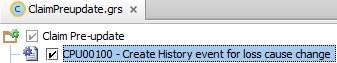 ClaimPreupdate.grs
Claim Pre-update
CPU00100 - Create History event for loss cause change